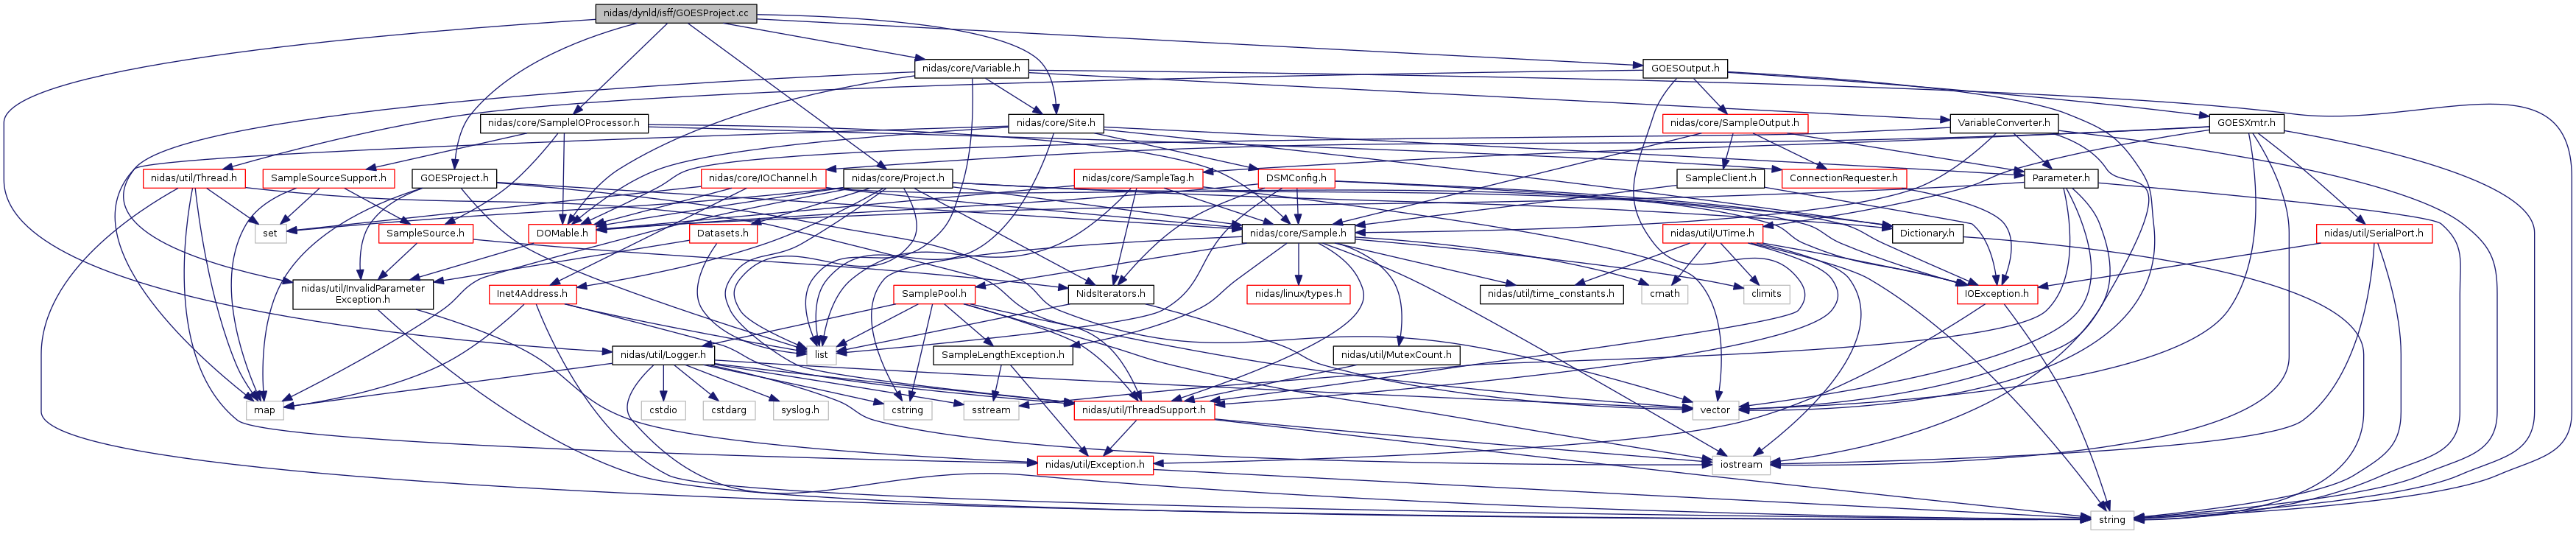 nidas/dynld/isff/GOESProject.cc
nidas/core/Variable.h
GOESOutput.h
nidas/core/SampleIOProcessor.h
nidas/core/Site.h
nidas/core/SampleOutput.h
VariableConverter.h
GOESXmtr.h
nidas/util/Thread.h
SampleSourceSupport.h
GOESProject.h
nidas/core/IOChannel.h
nidas/core/Project.h
nidas/core/SampleTag.h
DSMConfig.h
SampleClient.h
ConnectionRequester.h
Parameter.h
set
SampleSource.h
DOMable.h
Datasets.h
nidas/core/Sample.h
nidas/util/UTime.h
Dictionary.h
nidas/util/SerialPort.h
nidas/util/InvalidParameter
Exception.h
Inet4Address.h
SamplePool.h
NidsIterators.h
nidas/linux/types.h
nidas/util/time_constants.h
cmath
climits
IOException.h
nidas/util/Logger.h
list
SampleLengthException.h
nidas/util/MutexCount.h
map
cstdio
cstdarg
syslog.h
cstring
sstream
nidas/util/ThreadSupport.h
vector
nidas/util/Exception.h
iostream
string